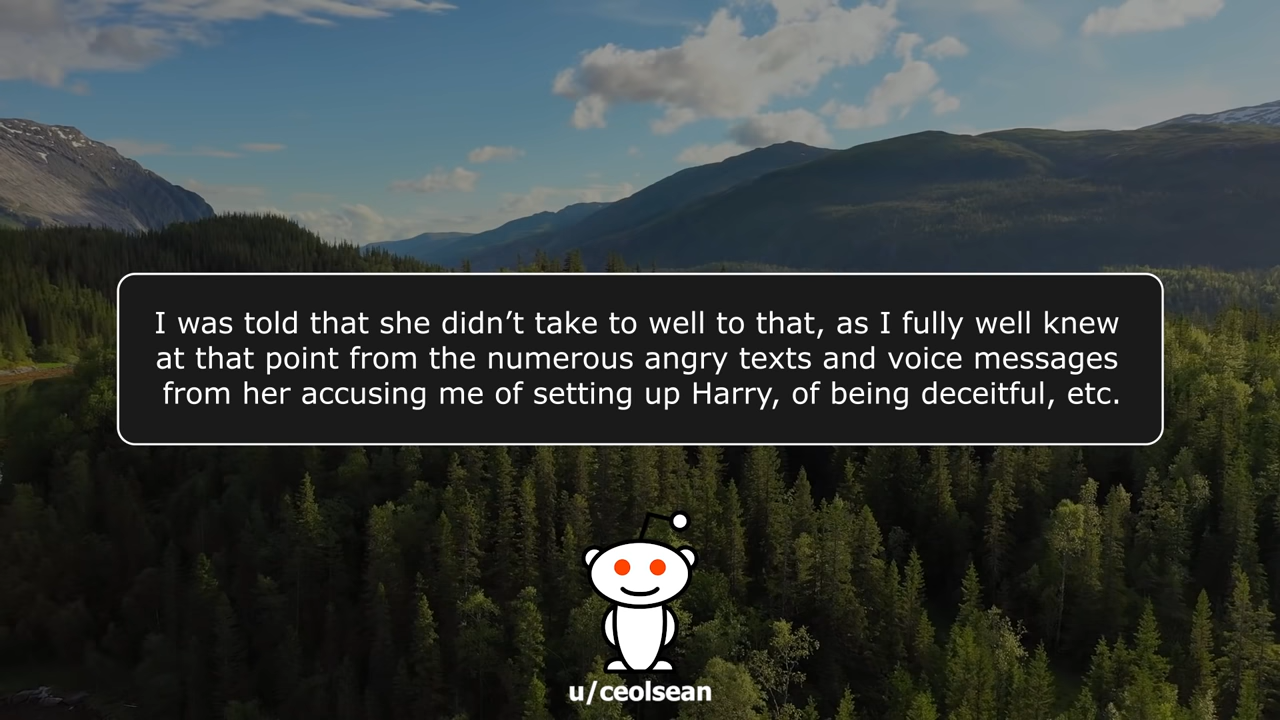 I was told that she didn’t take to well to that, as I fully well knew
at that point from the numerous angry texts and voice messages
from her accusing me of setting up Harry, of being deceitful, etc.
u/ceolsean